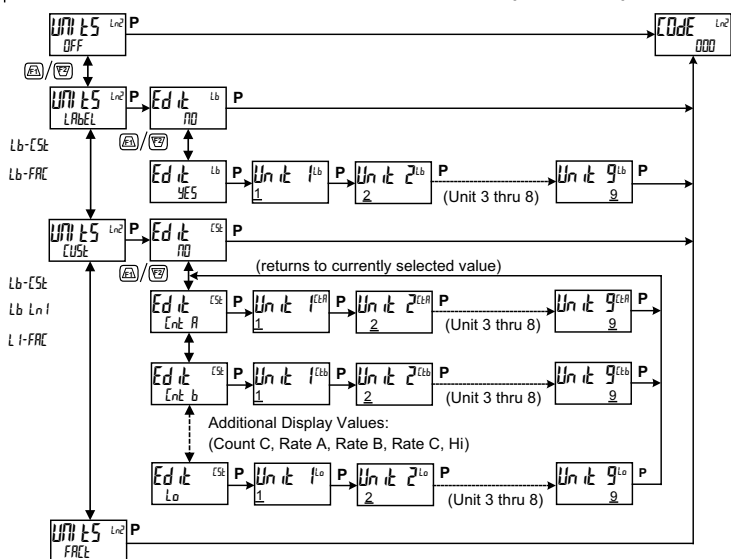 UNItS Ln2 P
OFF
COdE Ln2
000
F1 / F2
UNItS Ln2 P
LAbEL
Edit Lb P
NO
Lb-CSt
Lb-FAC
F1 / F2
Edit Lb P
YES
Unit 1 Lb P
1
Unit 2 Lb P
2
(Unit 3 thru 8)
Unit 9 Lb P
9
UNItS Ln2 P
CUSt
Edit CSt P
NO
F1 / F2
(returns to currently selected value)
Lb-CSt
Lb Ln1
L1-FAC
Edit CSt P
Cnt A
Unit 1 CtA P
1
Unit 2 CtA P
2
(Unit 3 thru 8)
Unit 9 CtA P
9
Edit CSt P
Cnt b
Unit 1 Ctb P
1
Unit 2 Ctb P
2
(Unit 3 thru 8)
Unit 9 Ctb P
9
Additional Display Values:
(Count C, Rate A, Rate B, Rate C, Hi)
Edit CSt P
Lo
Unit 1 Lo P
1
Unit 2 Lo P
2
(Unit 3 thru 8)
Unit 9 Lo P
9
UNItS Ln2 P
FACt